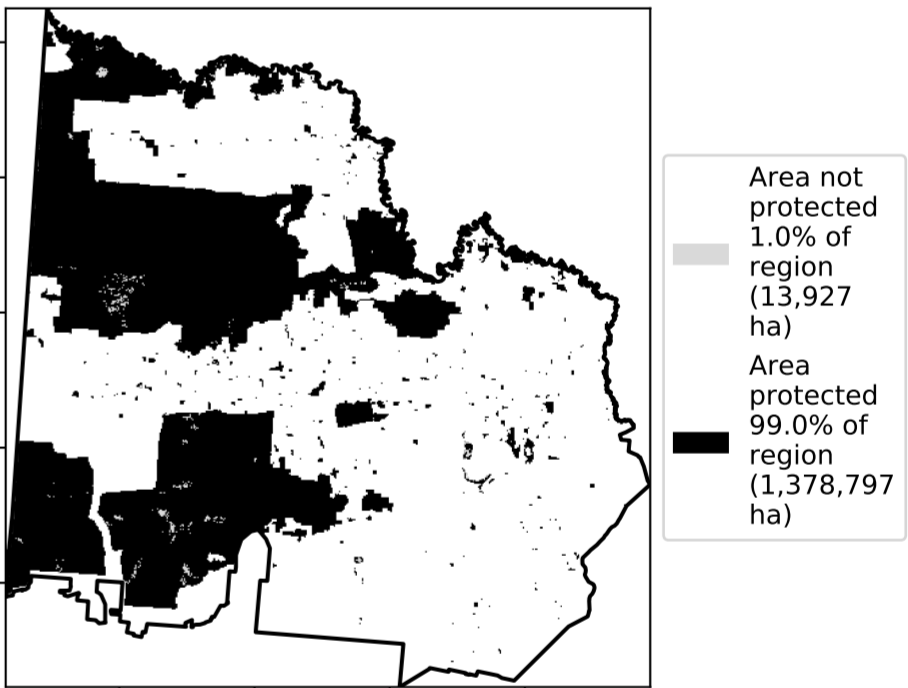 Area not
protected
1.0% of
region
(13,927
ha)
Area
protected
99.0% of
region
(1,378,797
ha)